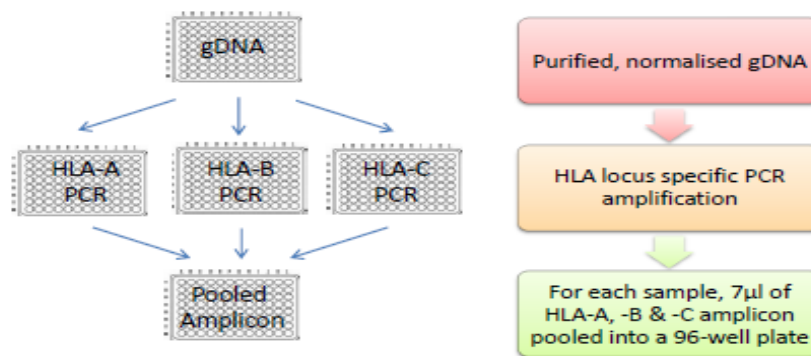 gDNA
HLA-A
PCR
HLA-B
PCR
HLA-C
PCR
Pooled
Amplicon
Purified, normalised gDNA
HLA locus specific PCR
amplification
For each sample, 7µl of
HLA-A, -B & -C amplicon
pooled into a 96-well plate